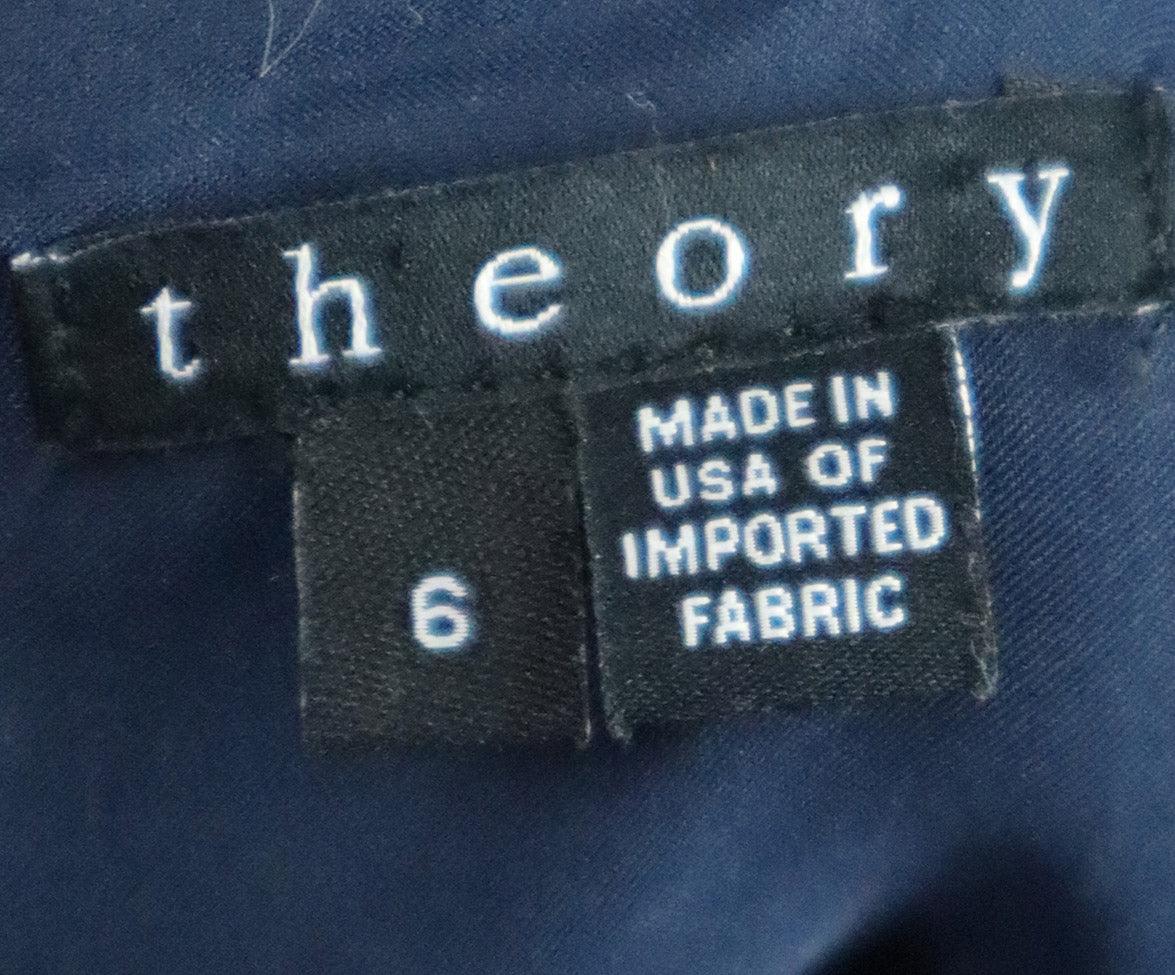 theory
6
MADE IN
USA OF
IMPORTED
FABRIC